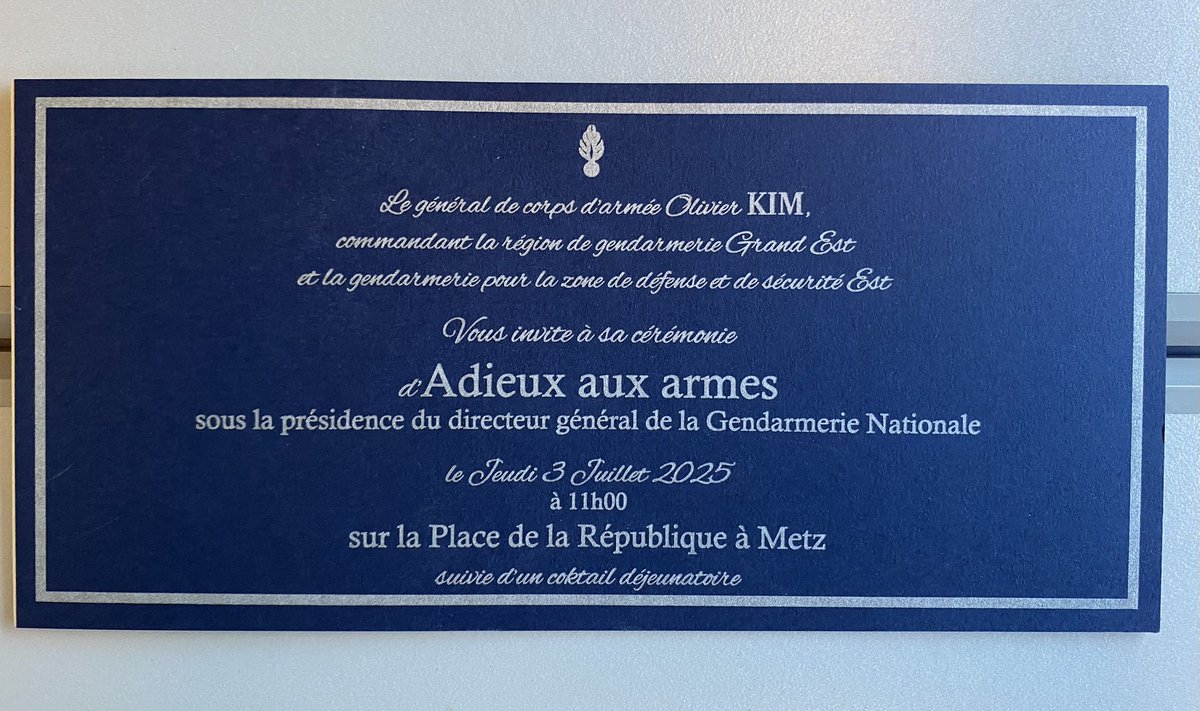 Le général de corps d'armée Olivier KIM,
commandant la région de gendarmerie Grand Est
et la gendarmerie pour la zone de défense et de sécurité Est
Vous invite à sa cérémonie
d'Adieux aux armes
sous la présidence du directeur général de la Gendarmerie Nationale
le Jeudi 3 Juillet 2025
à 11h00
sur la Place de la République à Metz
suivie d'un coktail déjeunatoire